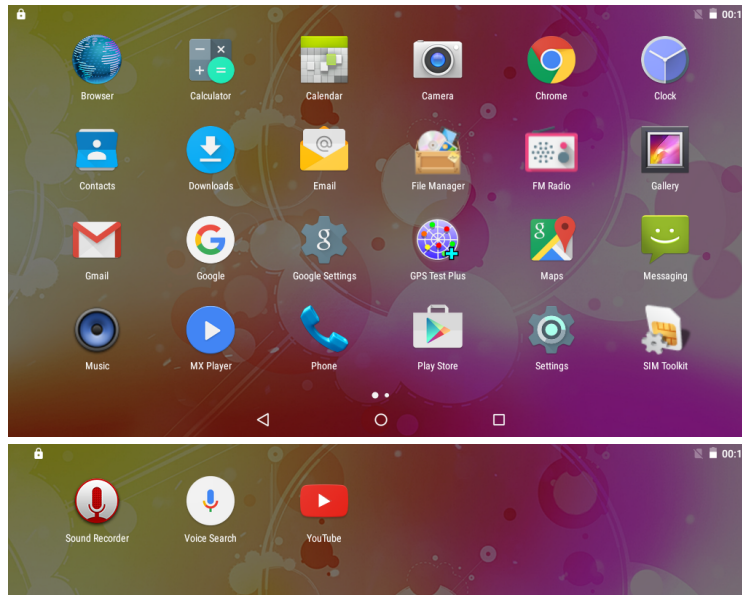 00:1
Browser Calculator Calendar Camera Chrome Clock
Contacts Downloads Email File Manager FM Radio Gallery
Gmail Google Google Settings GPS Test Plus Maps Messaging
Music MX Player Phone Play Store Settings SIM Toolkit
00:1
Sound Recorder Voice Search YouTube